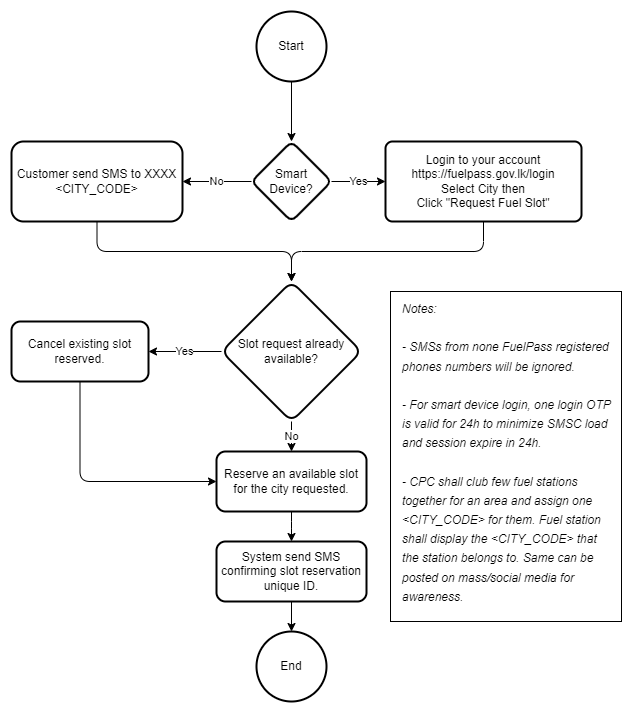 Start
Smart
Device?
No
Yes
Customer send SMS to XXXX
<CITY_CODE>
Login to your account
https://fuelpass.gov.lk/login
Select City then
Click "Request Fuel Slot"
Slot request already
available?
Yes
No
Cancel existing slot
reserved.
Reserve an available slot
for the city requested.
System send SMS
confirming slot reservation
unique ID.
End
Notes:
- SMSs from none FuelPass registered
phones numbers will be ignored.
- For smart device login, one login OTP
is valid for 24h to minimize SMSC load
and session expire in 24h.
- CPC shall club few fuel stations
together for an area and assign one
<CITY_CODE> for them. Fuel station
shall display the <CITY_CODE> that
the station belongs to. Same can be
posted on mass/social media for
awareness.